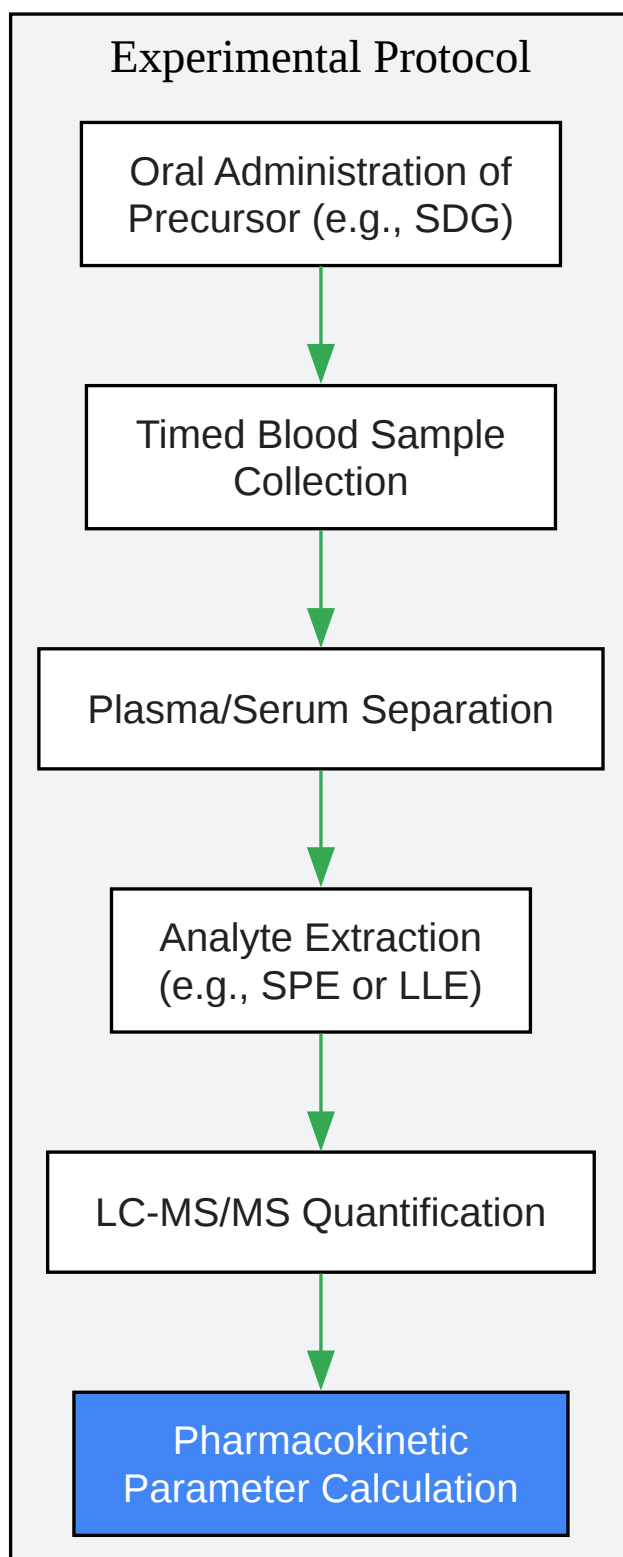 Experimental Protocol
Oral Administration of
Precursor (e.g., SDG)
Timed Blood Sample
Collection
Plasma/Serum Separation
Analyte Extraction
(e.g., SPE or LLE)
LC-MS/MS Quantification
Pharmacokinetic
Parameter Calculation